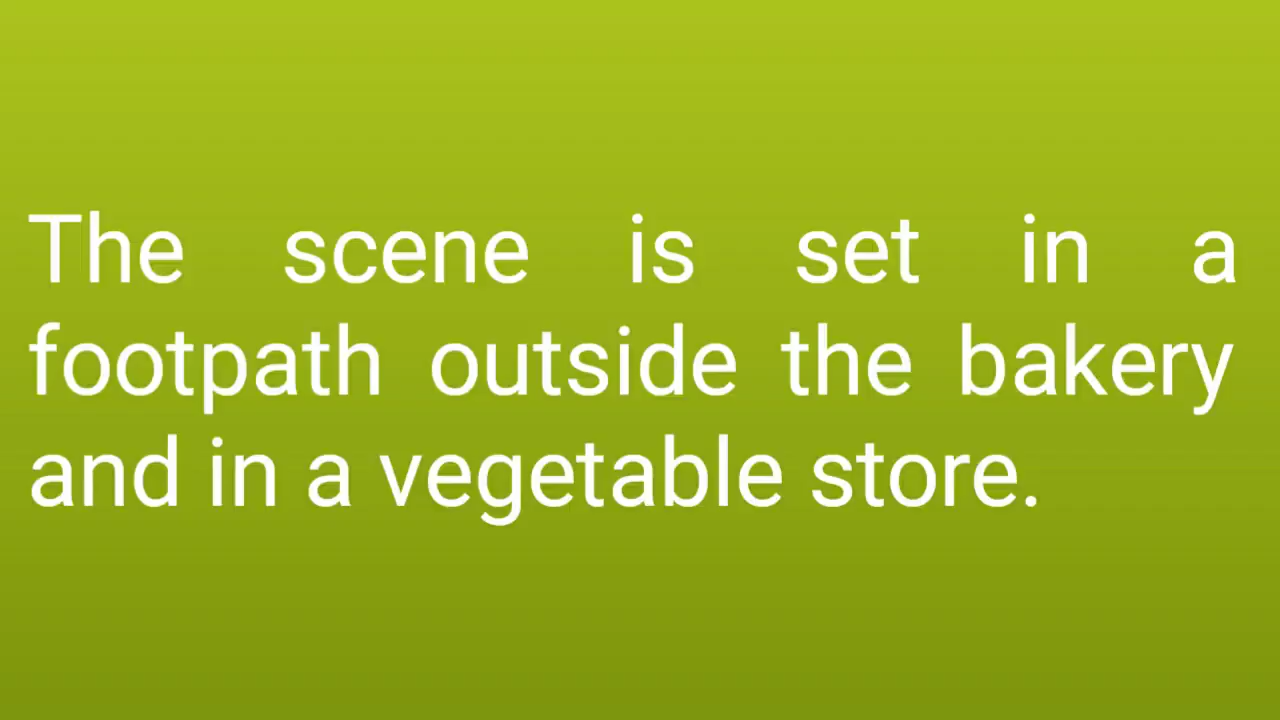 The scene is set in a
footpath outside the bakery
and in a vegetable store.